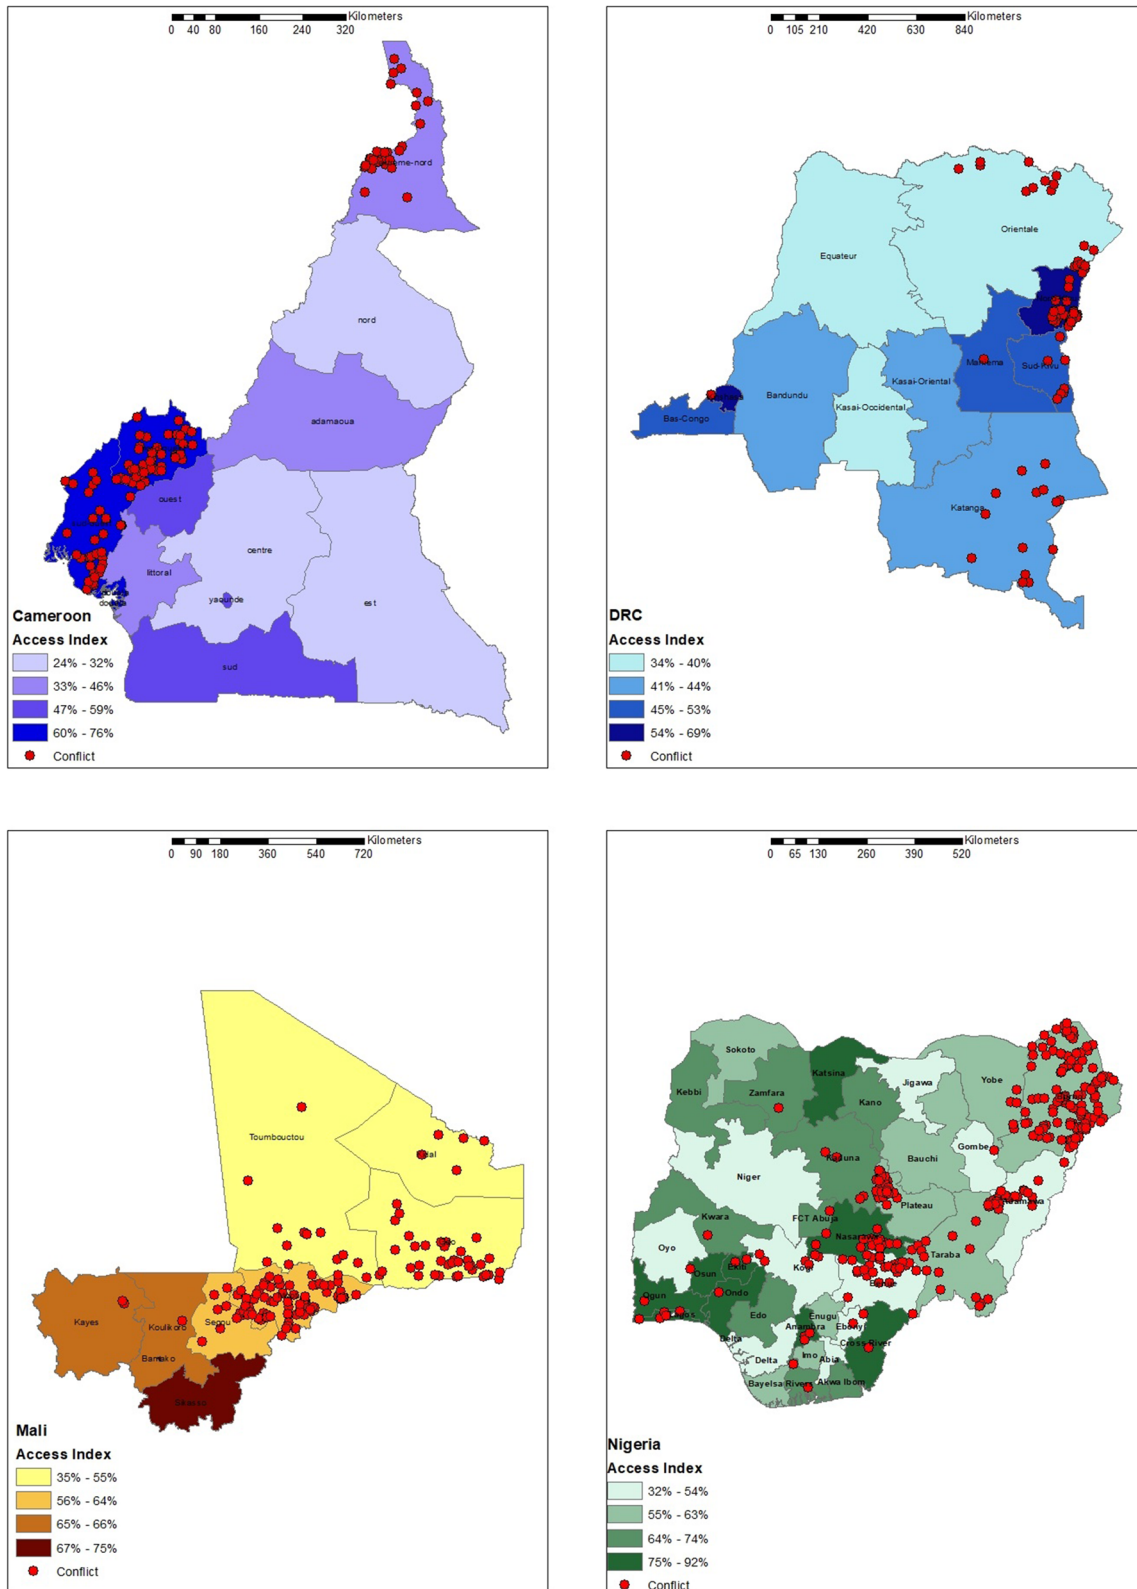 Kilometers
0 40 80 160 240 320
nord
adamaoua
ouest
centre
littoral
yaounde
est
sud
Cameroon
Access Index
24% - 32%
33% - 46%
47% - 59%
60% - 76%
Conflict
Kilometers
0 105 210 420 630 840
Orientale
Equateur
Sud-Kivu
Kasai-Oriental
Bandundu
Kasai-Occidental
Bas-Congo
Katanga
DRC
Access Index
34% - 40%
41% - 44%
45% - 53%
54% - 69%
Conflict
Kilometers
0 90 180 360 540 720
Toumbouctou
Kayes
Koulikoro
Segou
Bamako
Sikasso
Mali
Access Index
35% - 55%
56% - 64%
65% - 66%
67% - 75%
Conflict
Kilometers
0 65 130 260 390 520
Sokoto
Katsina
Yobe
Jigawa
Kebbi
Zamfara
Kano
Gombe
Kaduna
Bauchi
Niger
Plateau
FCT Abuja
Kwara
Nasarawa
Adamawa
Oyo
Taraba
Kogi
Osun
Ekiti
Benue
Ogun
Ondo
Lagos
Edo
Enugu
Anambra
Ebonyi
Cross River
Delta
Imo
Delta
Abia
Bayelsa
Rivers
Akwa Ibom
Nigeria
Access Index
32% - 54%
55% - 63%
64% - 74%
75% - 92%
Conflict